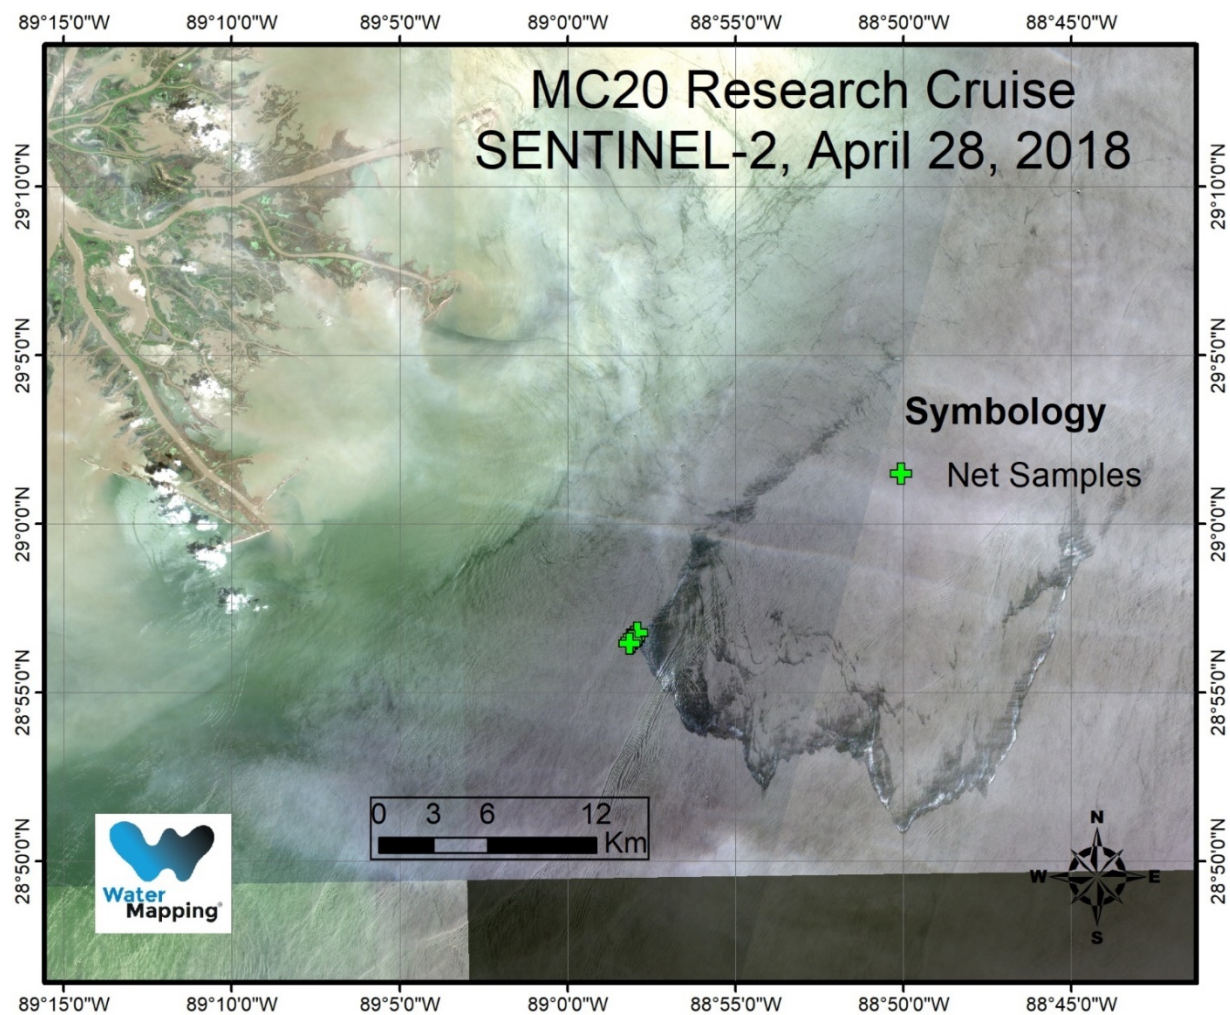 89°15'0"W 89°10'0"W 89°5'0"W 89°0'0"W 88°55'0"W 88°50'0"W 88°45'0"W
MC20 Research Cruise
SENTINEL-2, April 28, 2018
29°10'0"N 29°10'0"N
29°5'0"N 29°5'0"N
Symbology
Net Samples
29°0'0"N 29°0'0"N
28°55'0"N 28°55'0"N
0 3 6 12
Km
N
W E
S
28°50'0"N 28°50'0"N
Water
Mapping®
89°15'0"W 89°10'0"W 89°5'0"W 89°0'0"W 88°55'0"W 88°50'0"W 88°45'0"W